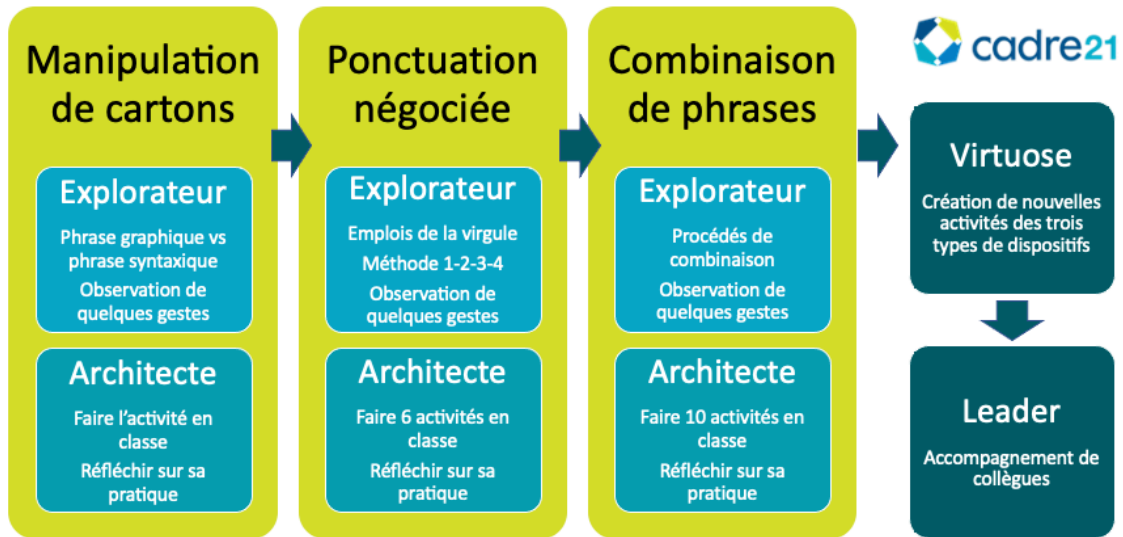 Manipulation
de cartons
Explorateur
Phrase graphique vs
phrase syntaxique
Observation de
quelques gestes
Architecte
Faire l'activité en
classe
Réfléchir sur sa
pratique
Ponctuation
négociée
Explorateur
Emplois de la virgule
Méthode 1-2-3-4
Observation de
quelques gestes
Architecte
Faire 6 activités en
classe
Réfléchir sur sa
pratique
Combinaison
de phrases
Explorateur
Procédés de
combinaison
Observation de
quelques gestes
Architecte
Faire 10 activités en
classe
Réfléchir sur sa
pratique
cadre21
Virtuose
Création de nouvelles
activités des trois
types de dispositifs
Leader
Accompagnement de
collègues